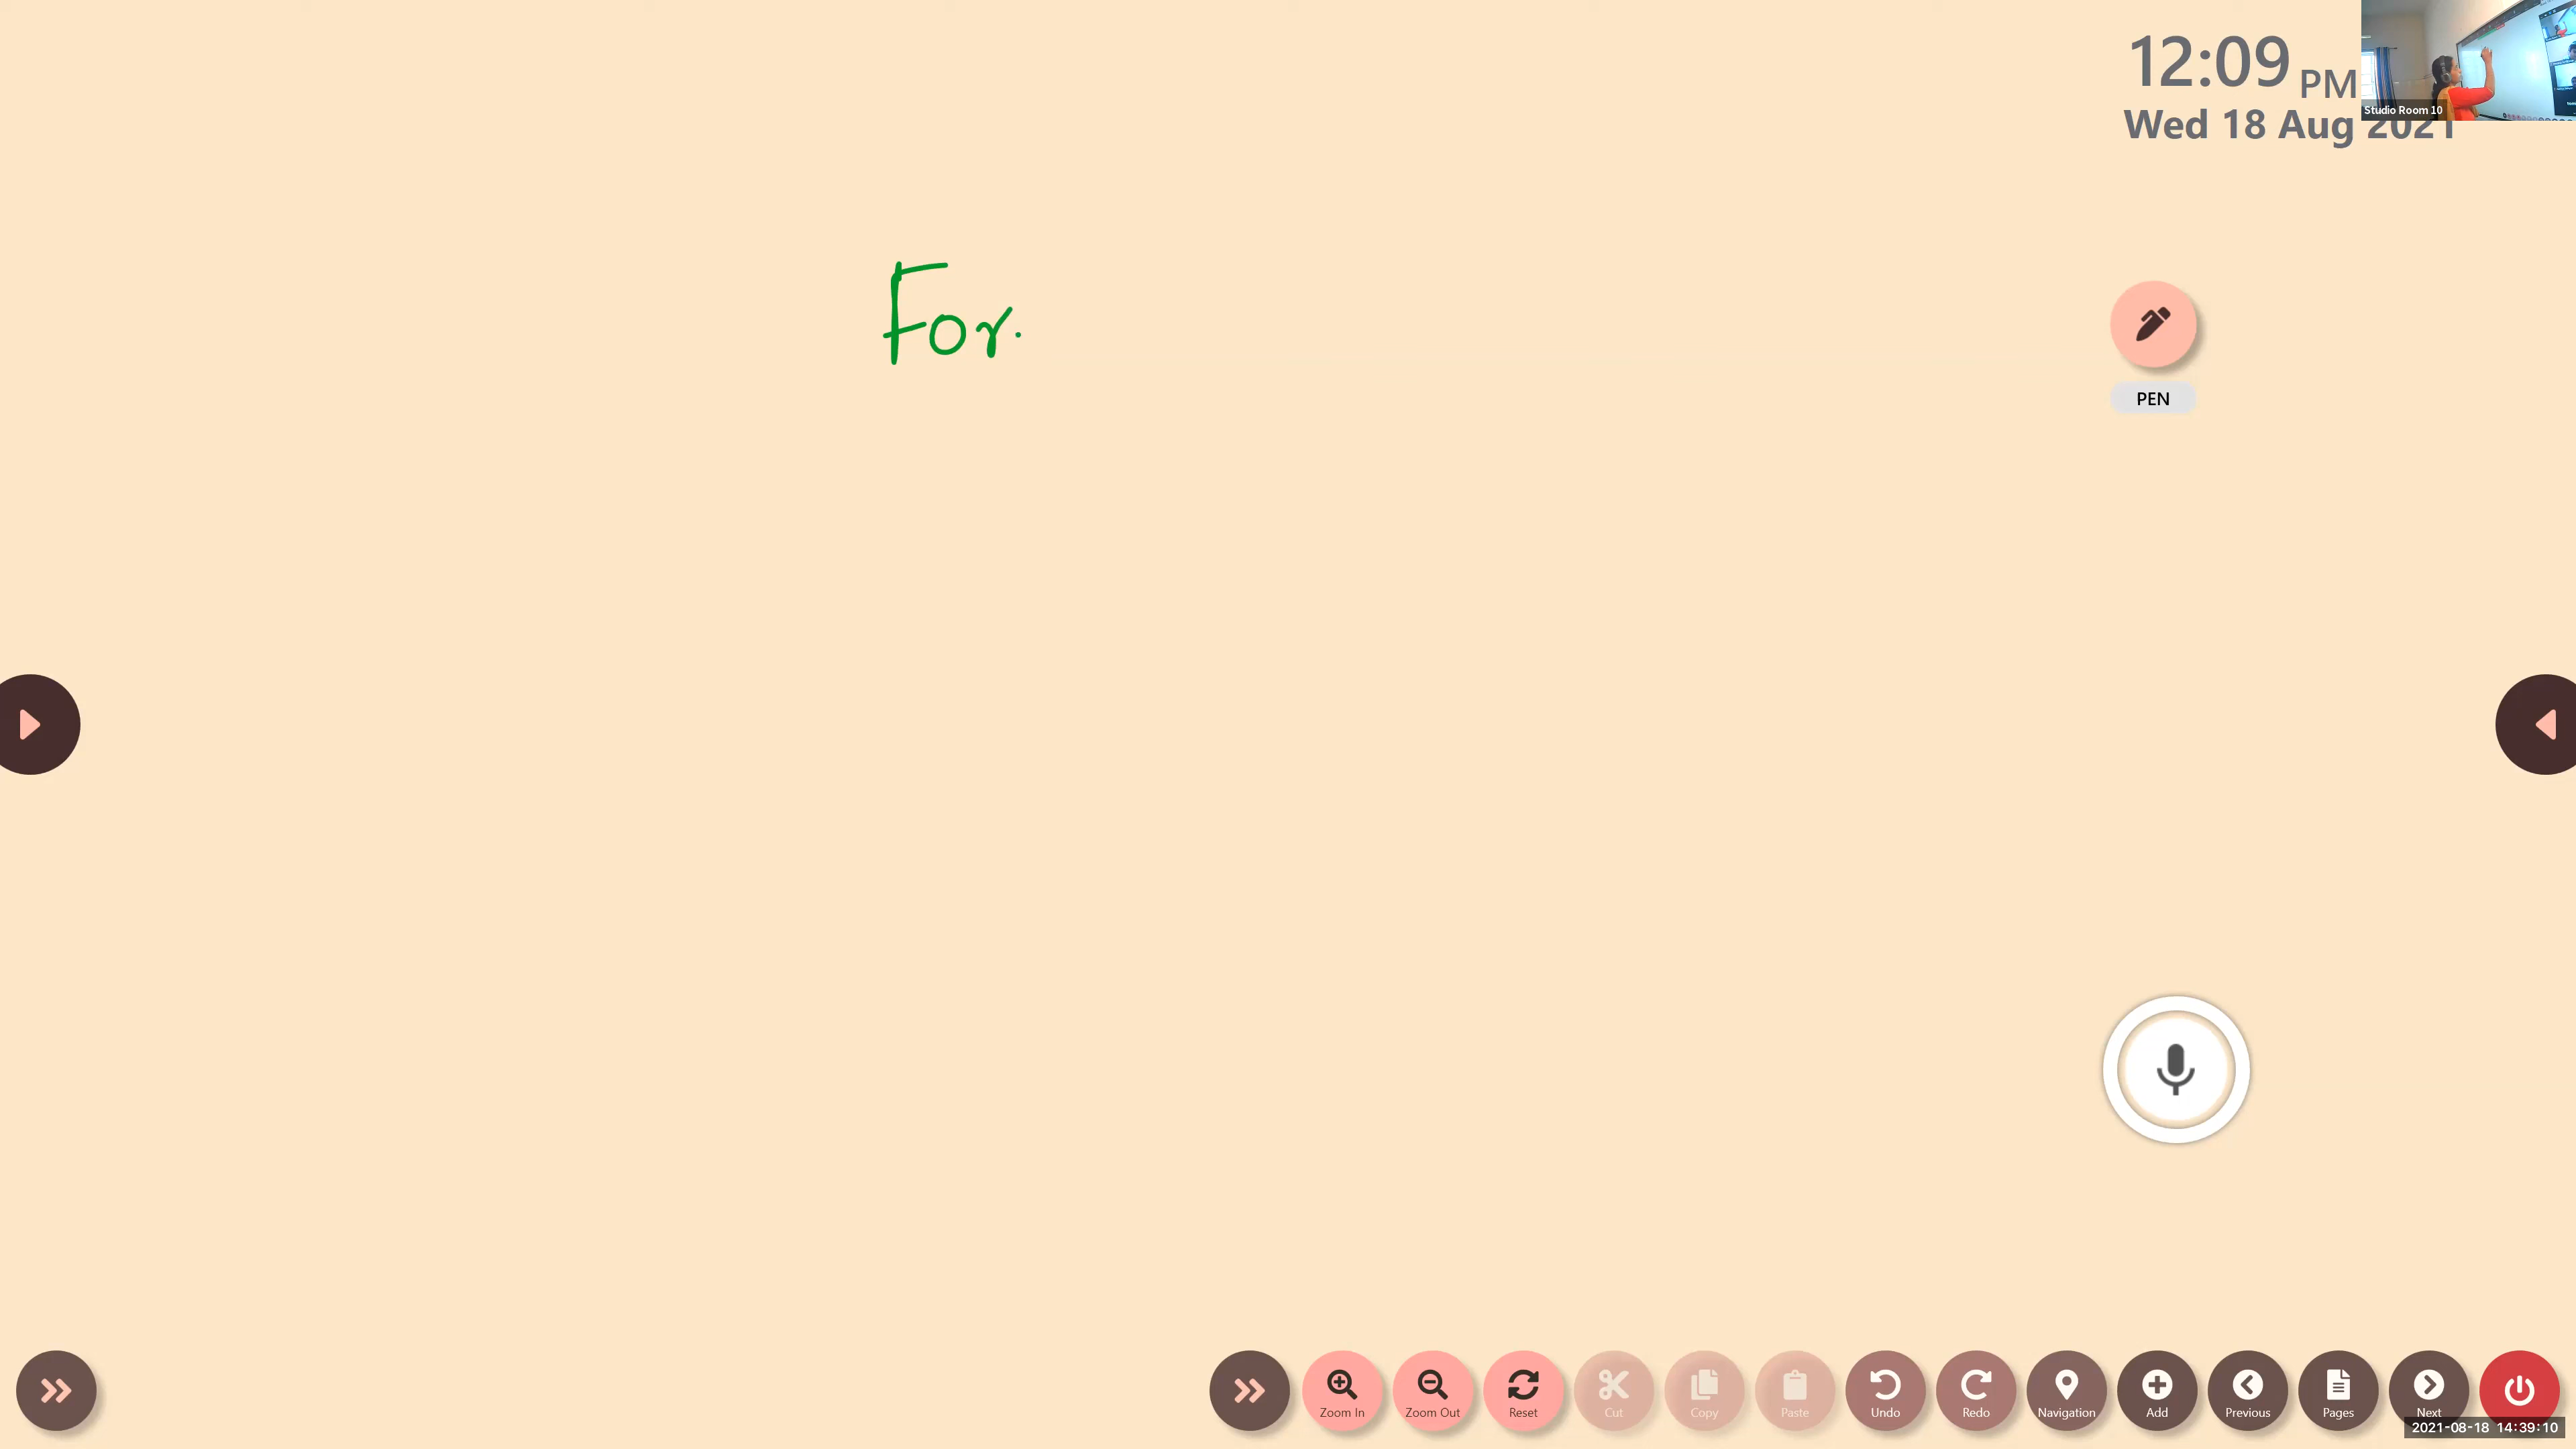 12:09 PM
Wed 18 Aug 2021
Studio Room 10
For.
PEN
Zoom In
Zoom Out
Reset
Cut
Copy
Paste
Undo
Redo
Navigation
Add
Previous
Pages
Next
2021-08-18 14:39:10